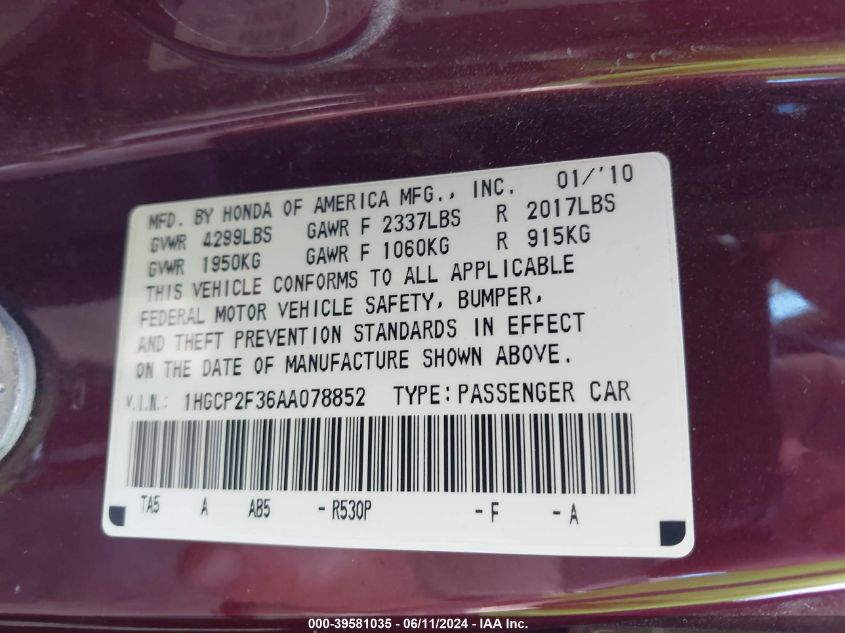 MFD. BY HONDA OF AMERICA MFG., INC. 01/'10
GVWR 4299LBS GAWR F 2337LBS R 2017LBS
GVWR 1950KG GAWR F 1060KG R 915KG
THIS VEHICLE CONFORMS TO ALL APPLICABLE
FEDERAL MOTOR VEHICLE SAFETY, BUMPER,
AND THEFT PREVENTION STANDARDS IN EFFECT
ON THE DATE OF MANUFACTURE SHOWN ABOVE.
V.I.N.: 1HGCP2F36AA078852 TYPE: PASSENGER CAR
TA5 A AB5 - R530P - F - A
000-39581035 - 06/11/2024 - IAA Inc.